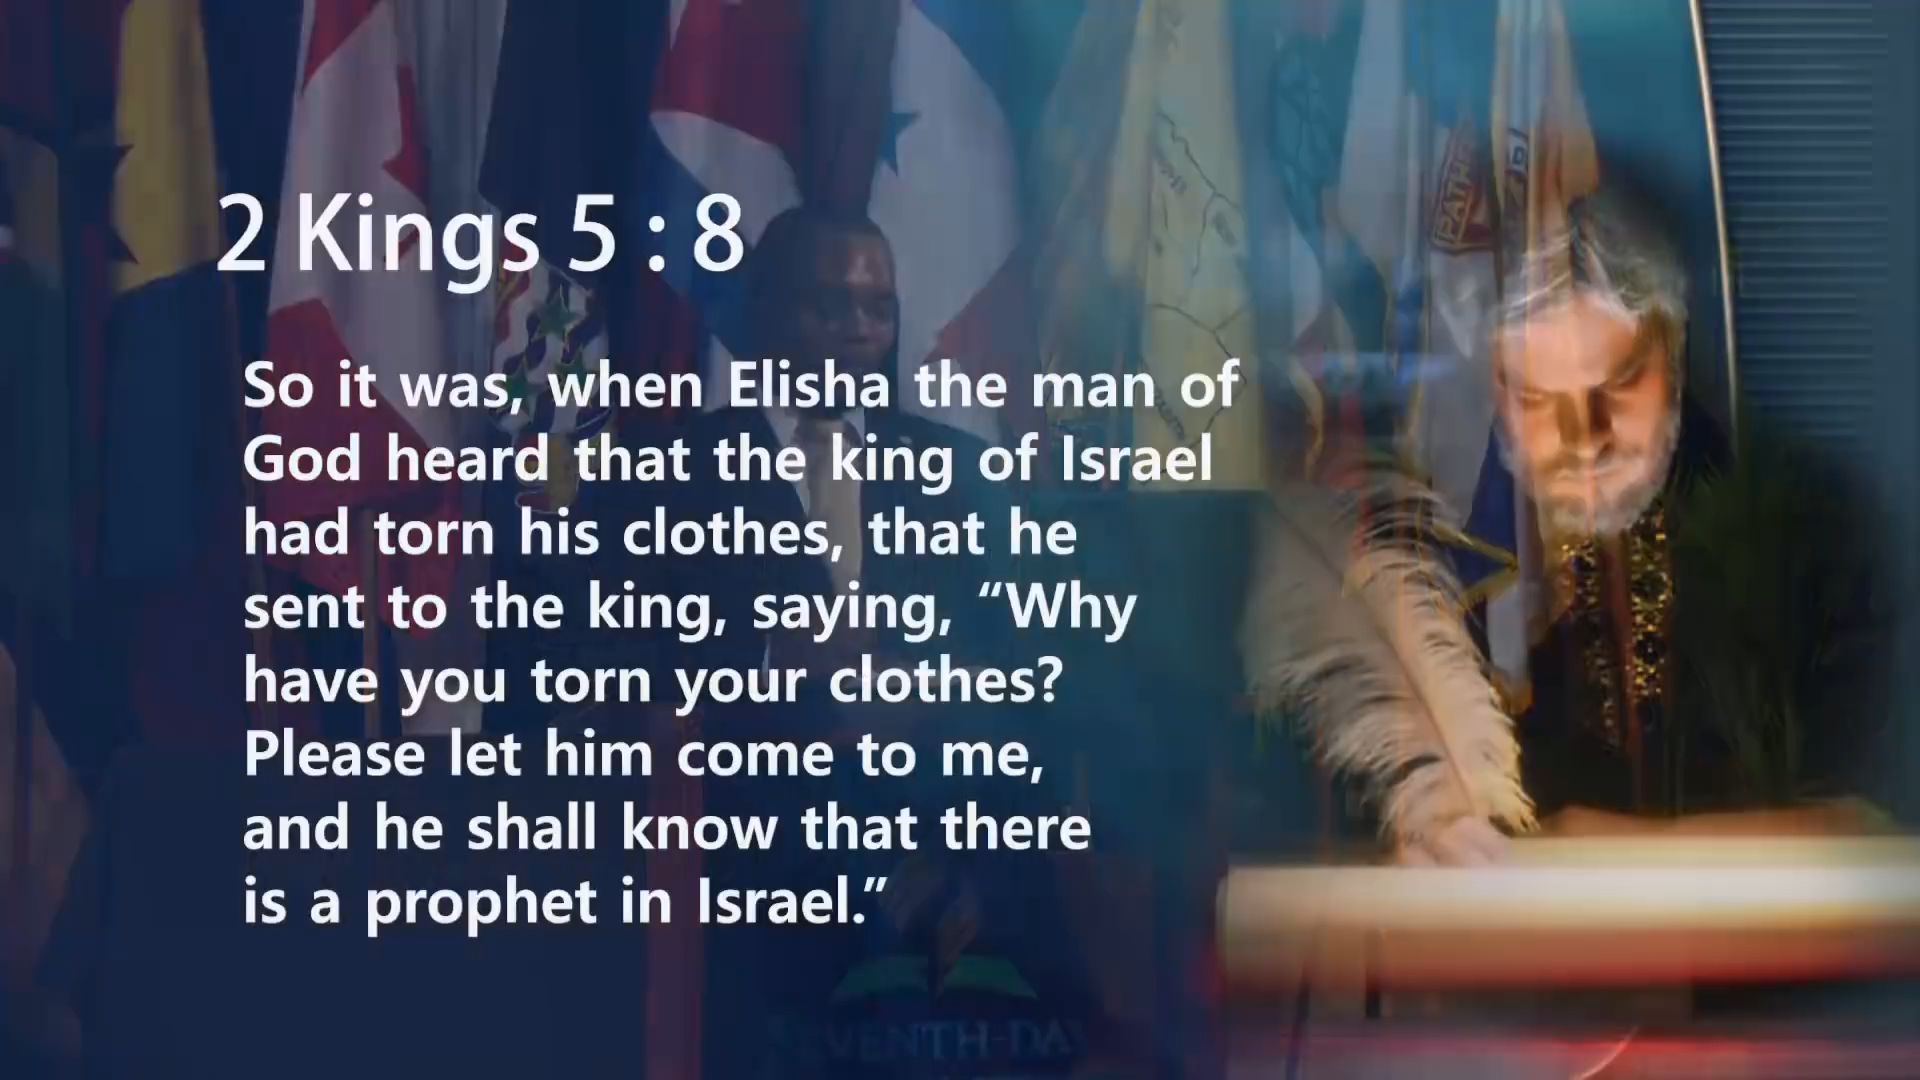 2 Kings 5 : 8
So it was, when Elisha the man of
God heard that the king of Israel
had torn his clothes, that he
sent to the king, saying, “Why
have you torn your clothes?
Please let him come to me,
and he shall know that there
is a prophet in Israel.”
SEVENTH-DAY